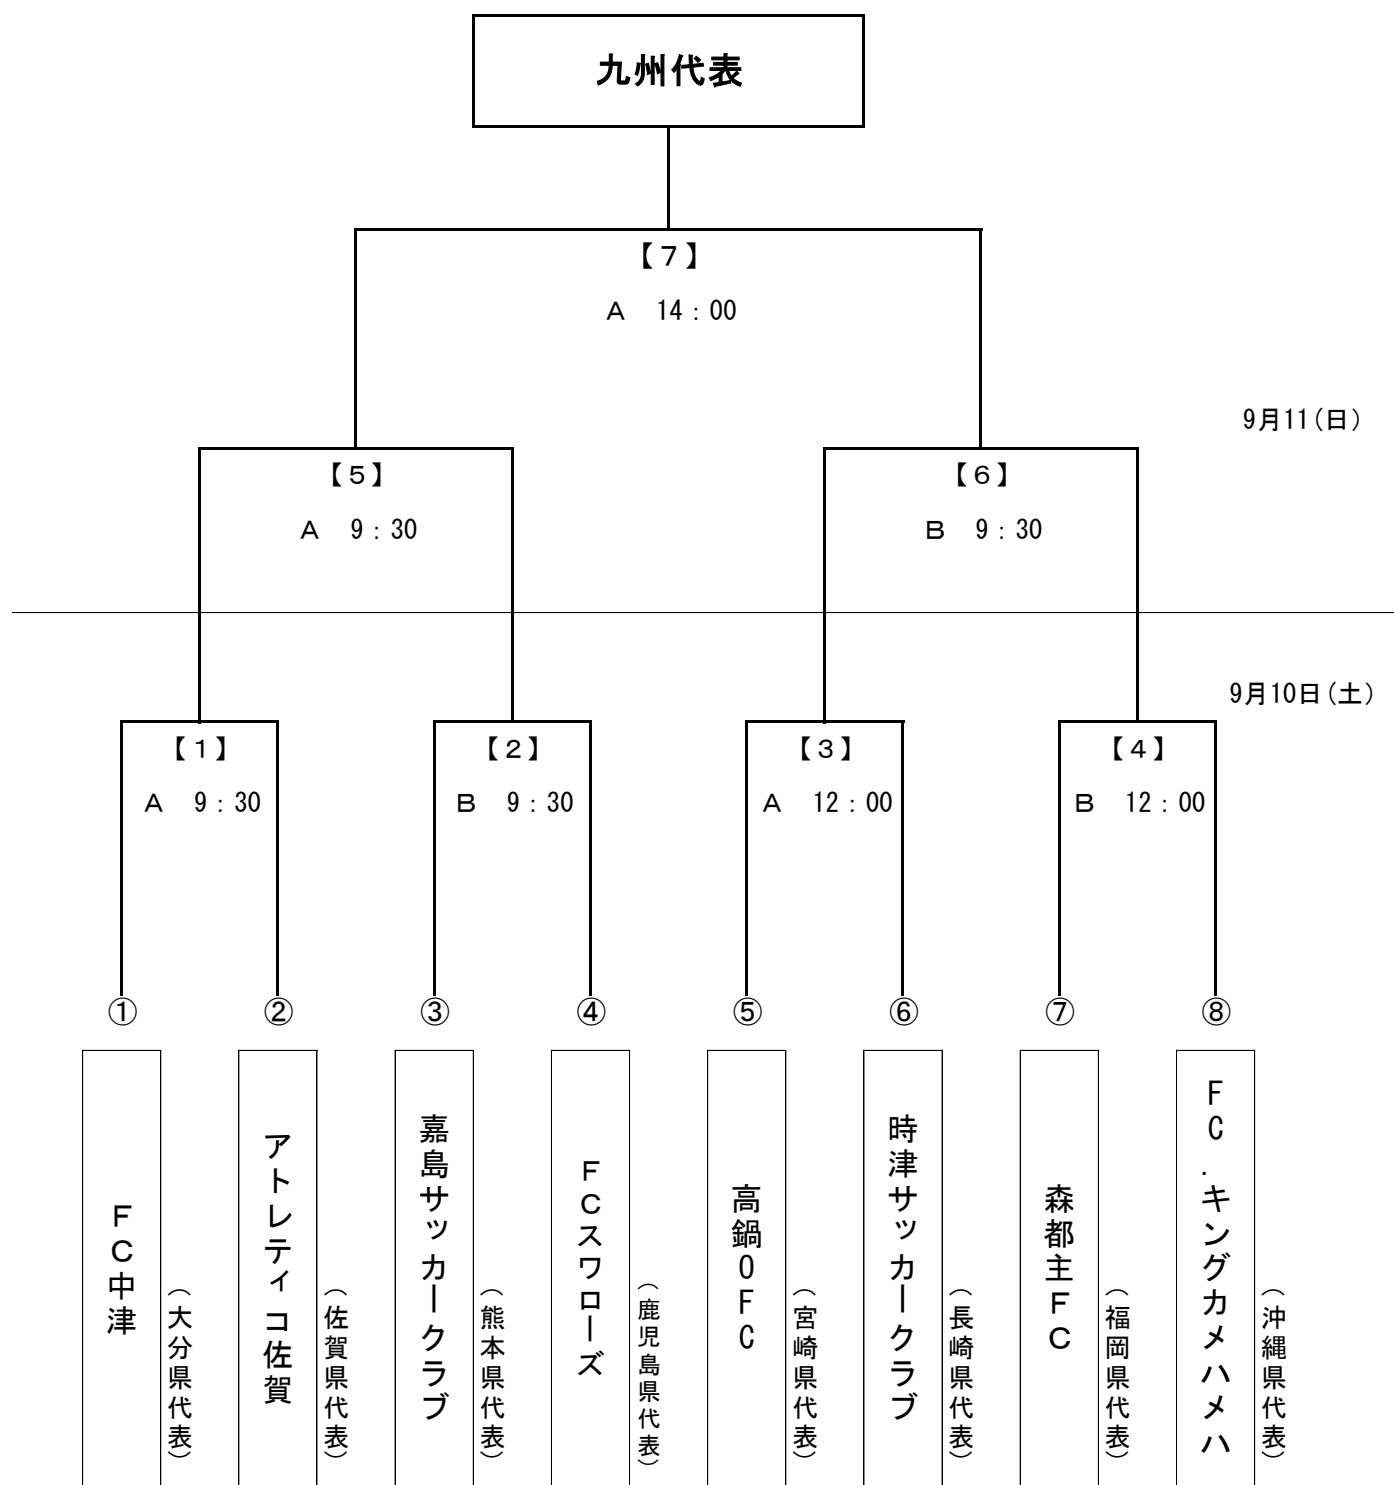 九州代表
【７】
Ａ　14：00
9月11(日)
【５】
Ａ　9：30
【６】
Ｂ　9：30
9月10日(土)
【１】
Ａ　9：30
【２】
Ｂ　9：30
【３】
Ａ　12：00
【４】
Ｂ　12：00
①
②
③
④
⑤
⑥
⑦
⑧
ＦＣ中津
（大分県代表）
アトレティコ佐賀
（佐賀県代表）
嘉島サッカークラブ
（熊本県代表）
ＦＣスワローズ
（鹿児島県代表）
高鍋OFC
（宮崎県代表）
時津サッカークラブ
（長崎県代表）
森都主ＦＣ
（福岡県代表）
FC.キングカメハメハ
（沖縄県代表）